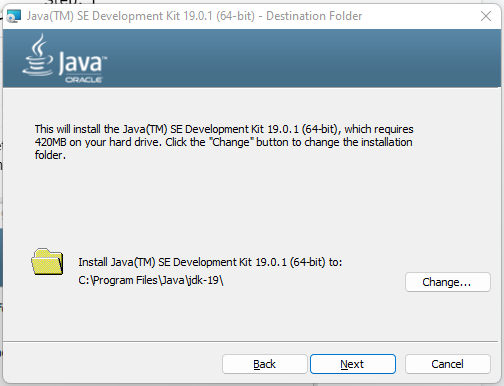 Java(TM) SE Development Kit 19.0.1 (64-bit) - Destination Folder
Java™
ORACLE
This will install the Java(TM) SE Development Kit 19.0.1 (64-bit), which requires
420MB on your hard drive. Click the "Change" button to change the installation
folder.
Install Java(TM) SE Development Kit 19.0.1 (64-bit) to:
C:\Program Files\Java\jdk-19\
Change...
Back
Next
Cancel